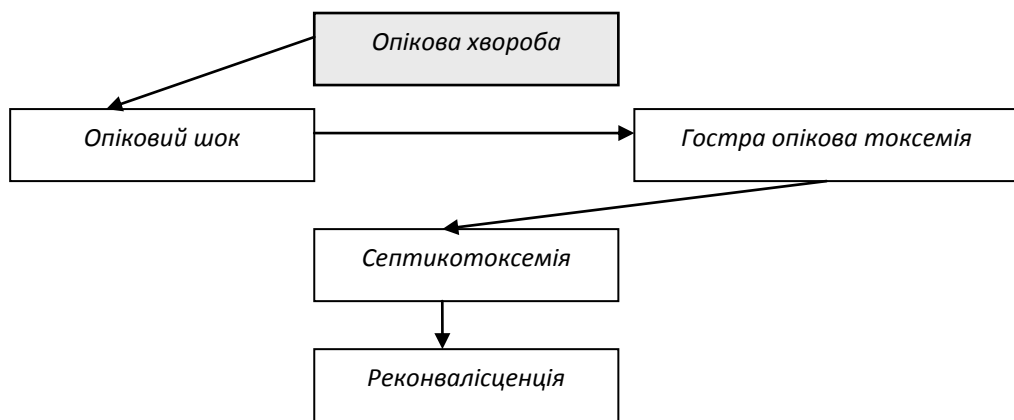 Опікова хвороба
Опіковий шок
Гостра опікова токсемія
Септикотоксемія
Реконвалісценція